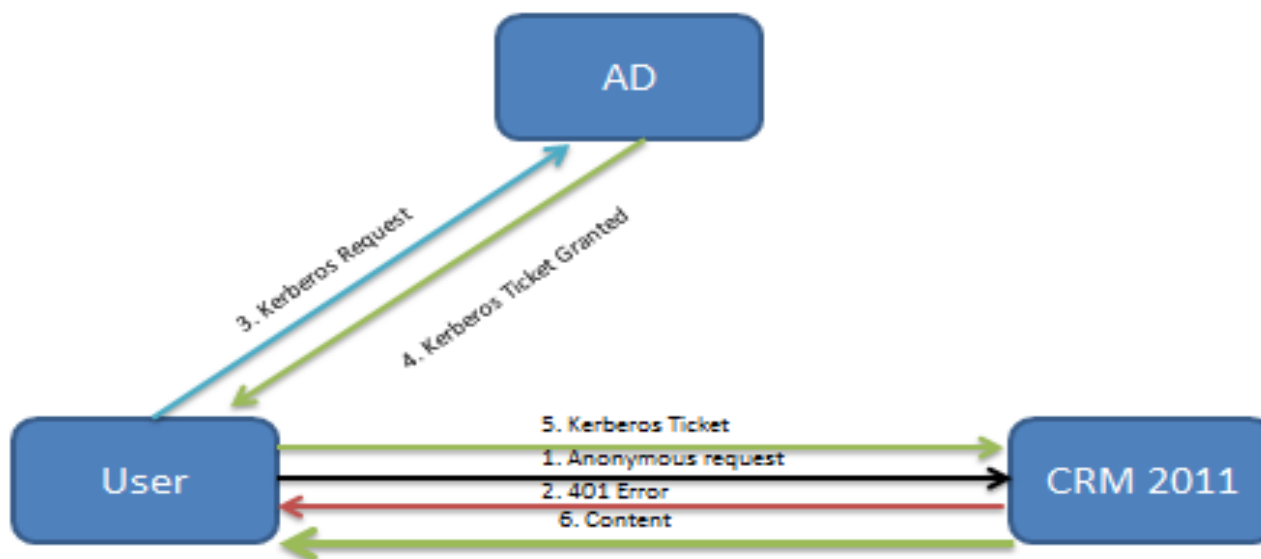 AD
3. Kerberos Request
4. Kerberos Ticket Granted
5. Kerberos Ticket
1. Anonymous request
2. 401 Error
6. Content
User
CRM 2011